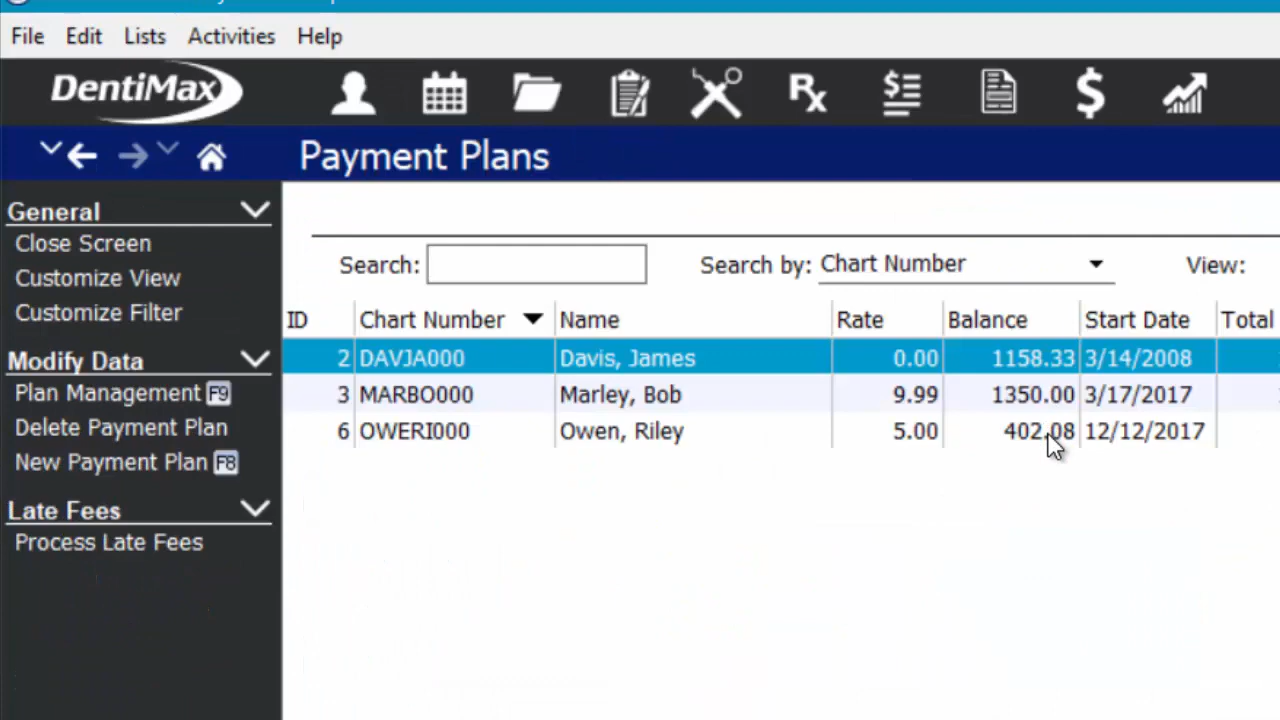 File Edit Lists Activities Help
DentiMax
Rx
Payment Plans
General
Close Screen
Customize View
Customize Filter
Modify Data
Plan Management F9
Delete Payment Plan
New Payment Plan F8
Late Fees
Process Late Fees
Search: Search by: Chart Number View:
ID Chart Number Name Rate Balance Start Date Total
2 DAVJA000 Davis, James 0.00 1158.33 3/14/2008
3 MARBO000 Marley, Bob 9.99 1350.00 3/17/2017
6 OWERI000 Owen, Riley 5.00 402.08 12/12/2017